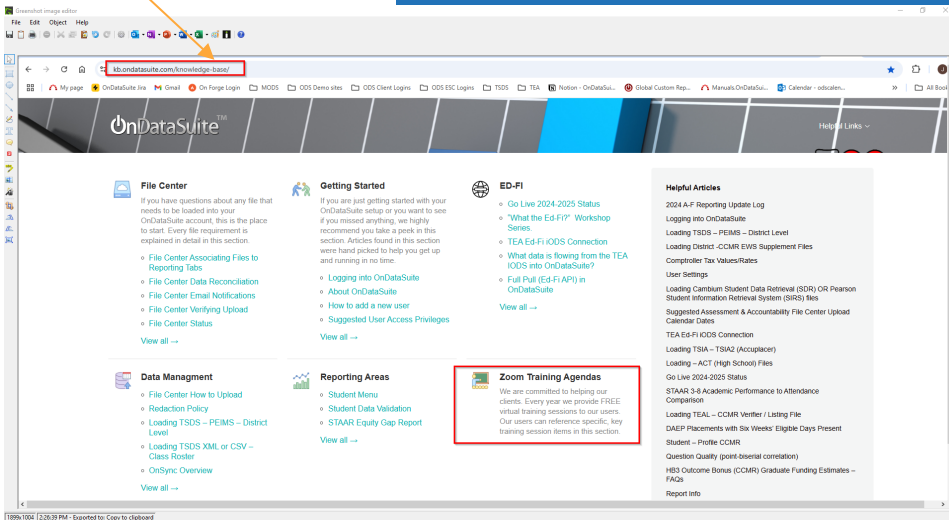 Greenshot image editor
File Edit Object Help
kb.ondatasuite.com/knowledge-base/
My page OnDataSuite Jira Gmail On Forge Login MODS ODS Demo sites ODS Client Logins ODS ESC Logins TSDS TEA Notion - OnDataSui... Global Custom Rep... Manuals.OnDataSui... Calendar - odscalen... » All Book
OnDataSuite™
Helpful Links
File Center
If you have questions about any file that
needs to be loaded into your
OnDataSuite account, this is the place
to start. Every file requirement is
explained in detail in this section.
File Center Associating Files to
Reporting Tabs
File Center Data Reconciliation
File Center Email Notifications
File Center Verifying Upload
File Center Status
View all →
Getting Started
If you are just getting started with your
OnDataSuite setup or you want to see
if you missed anything, we highly
recommend you take a peek in this
section. Articles found in this section
were hand picked to help you get up
and running in no time.
Logging into OnDataSuite
About OnDataSuite
How to add a new user
Suggested User Access Privileges
View all →
ED-FI
Go Live 2024-2025 Status
"What the Ed-Fi?" Workshop
Series
TEA Ed-Fi iODS Connection
What data is flowing from the TEA
IODS into OnDataSuite?
Full Pull (Ed-Fi API) in
OnDataSuite
View all →
Data Managment
File Center How to Upload
Redaction Policy
Loading TSDS – PEIMS – District
Level
Loading TSDS XML or CSV –
Class Roster
OnSync Overview
View all →
Reporting Areas
Student Menu
Student Data Validation
STAAR Equity Gap Report
View all →
Zoom Training Agendas
We are committed to helping our
clients. Every year we provide FREE
virtual training sessions to our users.
Our users can reference specific, key
training session items in this section.
Helpful Articles
2024 A-F Reporting Update Log
Logging into OnDataSuite
Loading TSDS – PEIMS – District Level
Loading District -CCMR EWS Supplement Files
Comptroller Tax Values/Rates
User Settings
Loading Cambium Student Data Retrieval (SDR) OR Pearson
Student Information Retrieval System (SIRS) files
Suggested Assessment & Accountability File Center Upload
Calendar Dates
TEA Ed-Fi iODS Connection
Loading TSIA – TSIA2 (Accuplacer)
Loading – ACT (High School) Files
Go Live 2024-2025 Status
STAAR 3-8 Academic Performance to Attendance
Comparison
Loading TEAL – CCMR Verifier / Listing File
DAEP Placements with Six Weeks' Eligible Days Present
Student – Profile CCMR
Question Quality (point-biserial correlation)
HB3 Outcome Bonus (CCMR) Graduate Funding Estimates –
FAQs
Report Info
1899x1004 2:26:39 PM - Exported to: Copy to clipboard